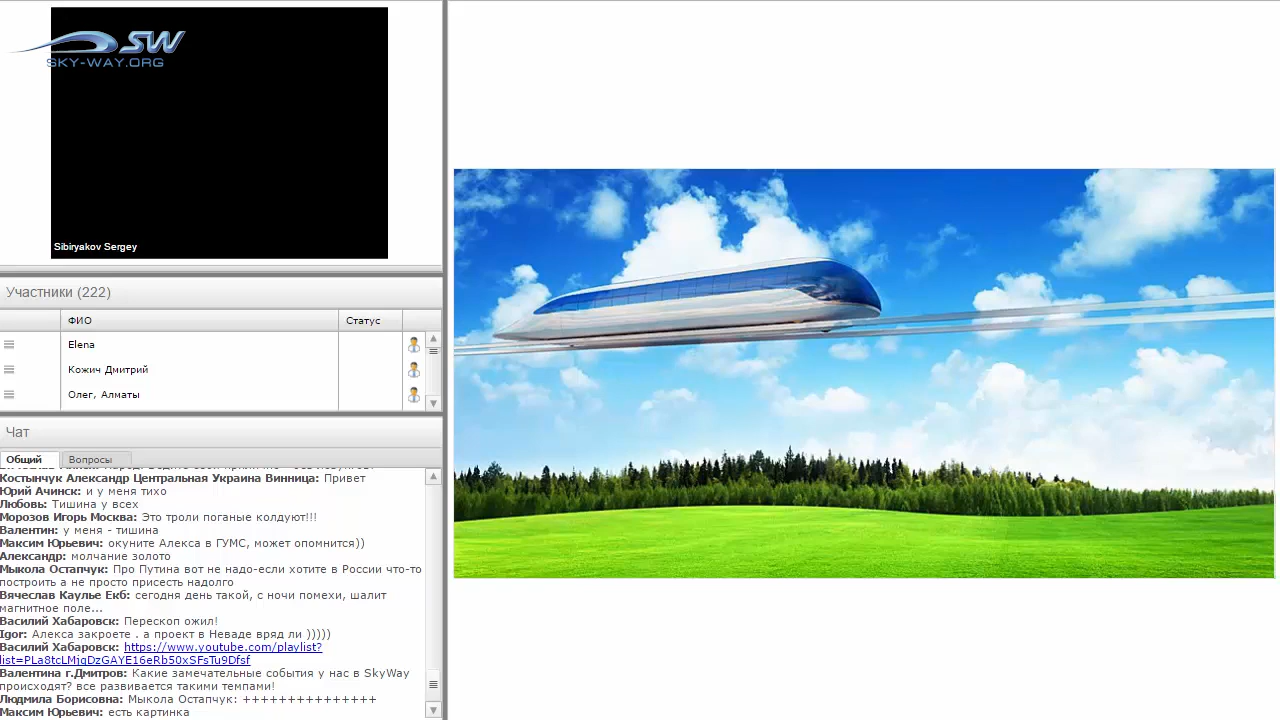 SW
SKY-WAY.ORG
Sibiryakov Sergey
Участники (222)
ФИО Статус
Elena
Кожич Дмитрий
Олег, Алматы
Чат
Общий Вопросы
Костынчук Александр Центральная Украина Винница: Привет
Юрий Ачинск: и у меня тихо
Любовь: Тишина у всех
Морозов Игорь Москва: Это троли поганые колдуют!!!
Валентин: у меня - тишина
Максим Юрьевич: окуните Алекса в ГУМС, может опомнится))
Александр: молчание золото
Мыкола Остапчук: Про Путина вот не надо-если хотите в России что-то
построить а не просто присесть надолго
Вячеслав Каулье Екб: сегодня день такой, с ночи помехи, шалит
магнитное поле...
Василий Хабаровск: Перескоп ожил!
Igor: Алекса закроете . а проект в Неваде вряд ли )))))
Василий Хабаровск: https://www.youtube.com/playlist?
list=PLa8tcLMjqDzGAYE16eRb50xSFsTu9Dfsf
Валентина г.Дмитров: Какие замечательные события у нас в SkyWay
происходят? все развивается такими темпами!
Людмила Борисовна: Мыкола Остапчук: +++++++++++++++
Максим Юрьевич: есть картинка